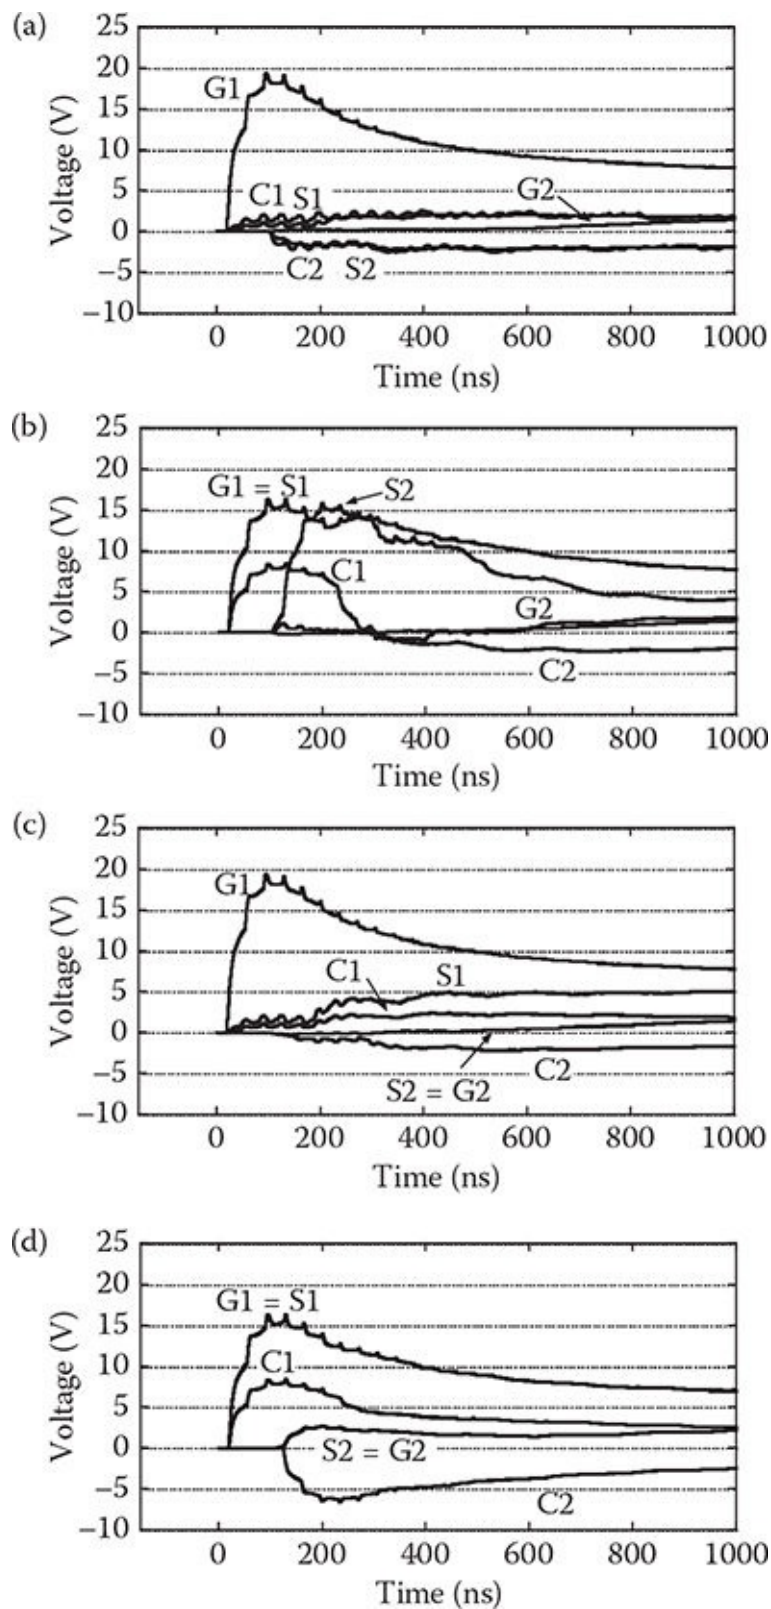 (a)
Voltage (V)
25
20
15
10
5
0
−5
−10
G1
C1 S1
G2
C2 S2
0 200 400 600 800 1000
Time (ns)
(b)
Voltage (V)
25
20
15
10
5
0
−5
−10
G1 = S1
S2
C1
G2
C2
0 200 400 600 800 1000
Time (ns)
(c)
Voltage (V)
25
20
15
10
5
0
−5
−10
G1
C1
S1
S2 = G2
C2
0 200 400 600 800 1000
Time (ns)
(d)
Voltage (V)
25
20
15
10
5
0
−5
−10
G1 = S1
C1
S2 = G2
C2
0 200 400 600 800 1000
Time (ns)